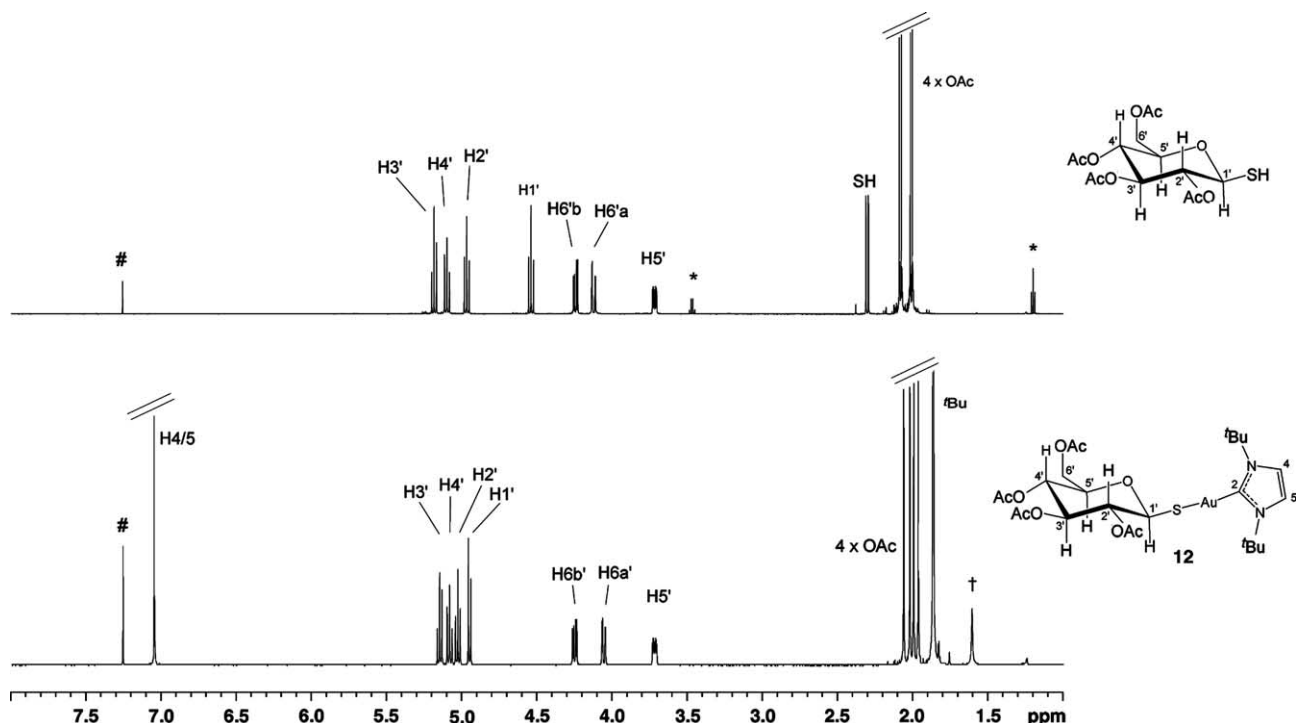 4 x OAc
H3'
H4'
H2'
H1'
H6'b
H6'a
H5'
SH
#
*
*
OAc
H
6'
H
4'
5'
O
AcO
1'
SH
AcO
3'
2'
H
AcO
H
H
H4/5
#
H3'
H4'
H2'
H1'
H6b'
H6a'
H5'
4 x OAc
tBu
†
OAc
H
6'
H
4'
5'
O
AcO
1'
S
Au
2
AcO
3'
2'
H
AcO
H
H
tBu
N
4
5
N
tBu
12
7.5 7.0 6.5 6.0 5.5 5.0 4.5 4.0 3.5 3.0 2.5 2.0 1.5 ppm